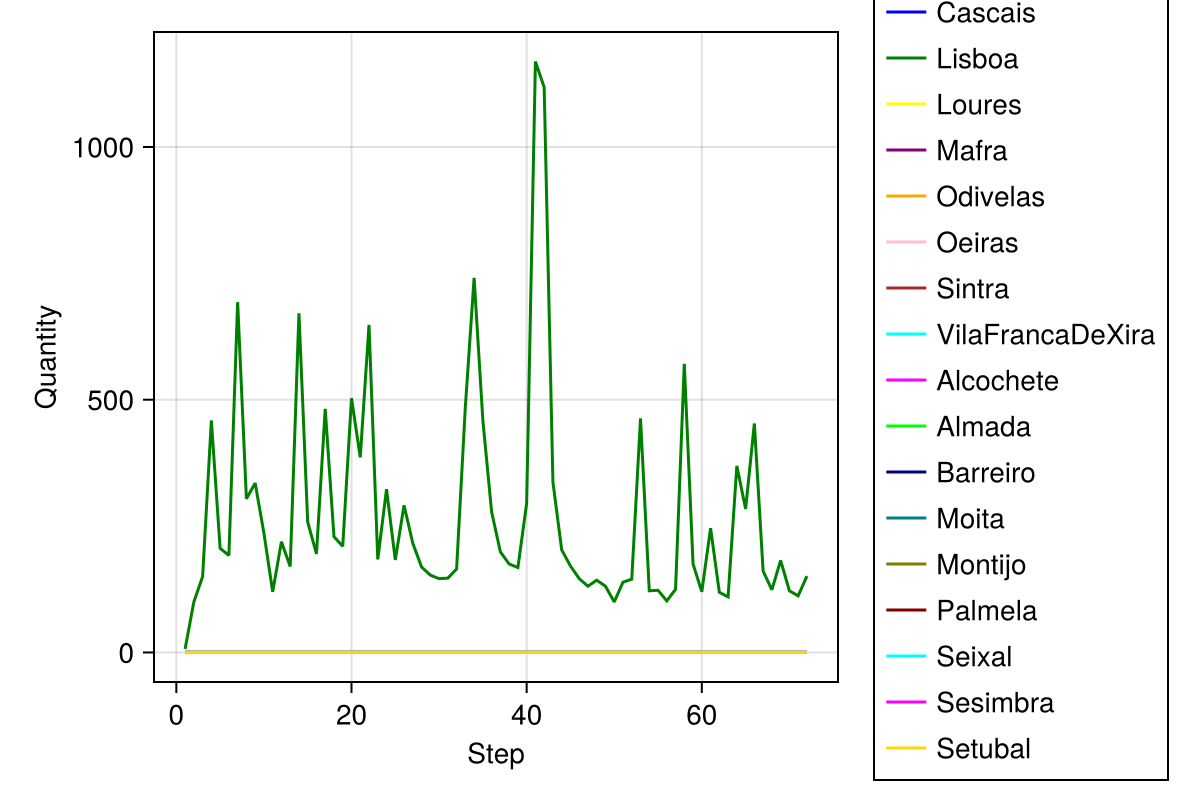 1000
500
0
Quantity
0 20 40 60
Step
Cascais
Lisboa
Loures
Mafra
Odivelas
Oeiras
Sintra
VilaFrancaDeXira
Alcochete
Almada
Barreiro
Moita
Montijo
Palmela
Seixal
Sesimbra
Setubal